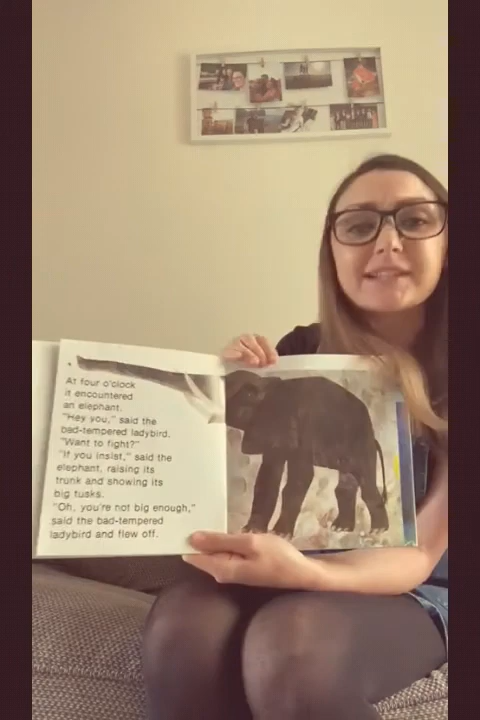 At four o'clock
it encountered
an elephant.
"Hey you," said the
bad-tempered ladybird.
"Want to fight?"
"If you insist," said the
elephant, raising its
trunk and showing its
big tusks.
"Oh, you're not big enough,"
said the bad-tempered
ladybird and flew off.